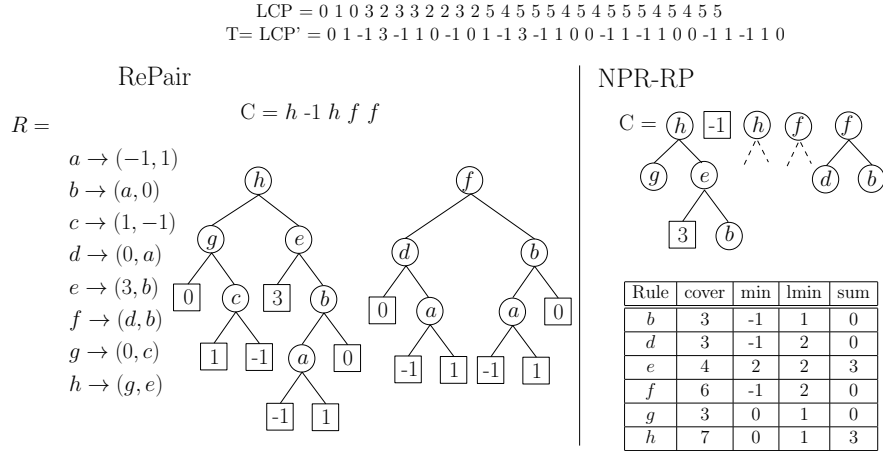 LCP = 0 1 0 3 2 3 3 2 2 3 2 5 4 5 5 5 4 5 4 5 5 5 4 5 4 5 5
T= LCP' = 0 1 -1 3 -1 1 0 -1 0 1 -1 3 -1 1 0 0 -1 1 -1 1 0 0 -1 1 -1 1 0
RePair
C = h -1 h f f
R =
a → (−1, 1)
b → (a, 0)
c → (1, −1)
d → (0, a)
e → (3, b)
f → (d, b)
g → (0, c)
h → (g, e)
h f
g e d b
0 c 3 b 0 a a 0
1 -1 a 0 -1 1 -1 1
-1 1
NPR-RP
C = h -1 h f f
g e d b
3 b
Rule cover min lmin sum
b 3 -1 1 0
d 3 -1 2 0
e 4 2 2 3
f 6 -1 2 0
g 3 0 1 0
h 7 0 1 3